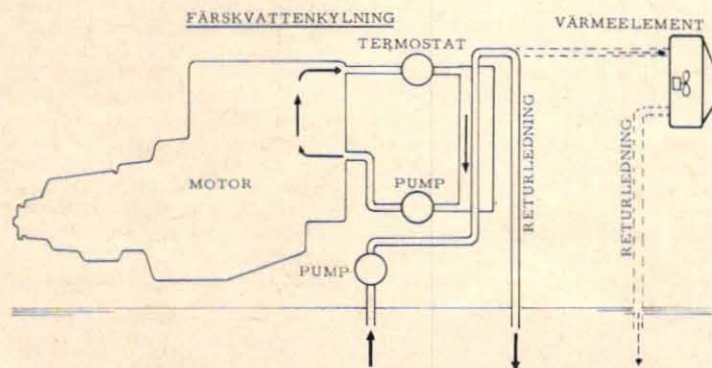 FÄRSKVATTENKYLNING
VÄRMEELEMENT
TERMOSTAT
MOTOR
PUMP
RETURLEDNING
RETURLEDNING
PUMP